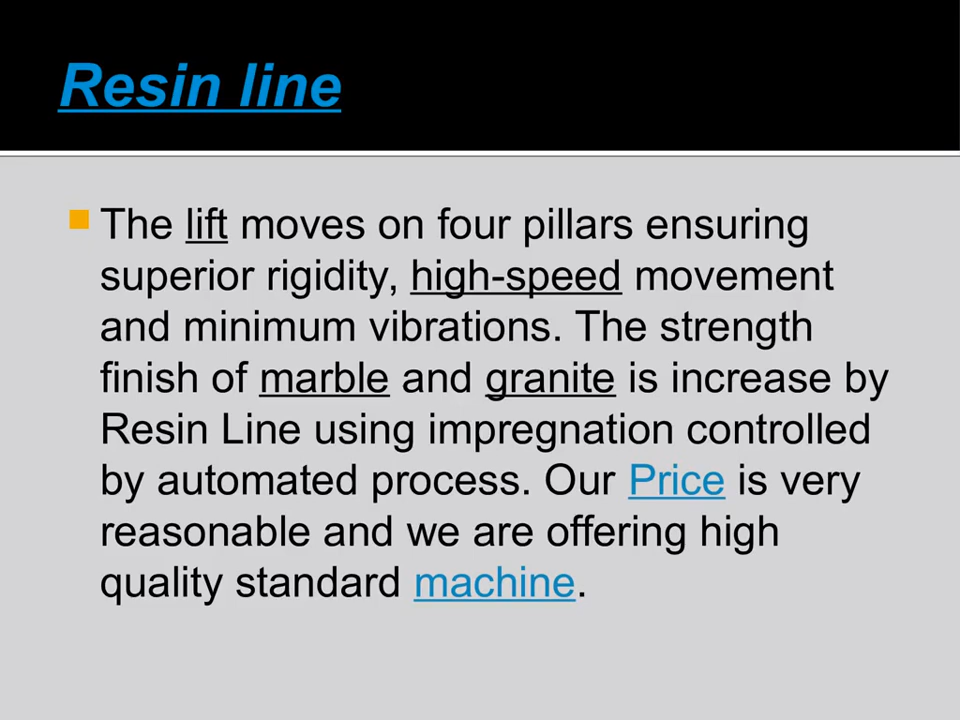 Resin line
The lift moves on four pillars ensuring
superior rigidity, high-speed movement
and minimum vibrations. The strength
finish of marble and granite is increase by
Resin Line using impregnation controlled
by automated process. Our Price is very
reasonable and we are offering high
quality standard machine.